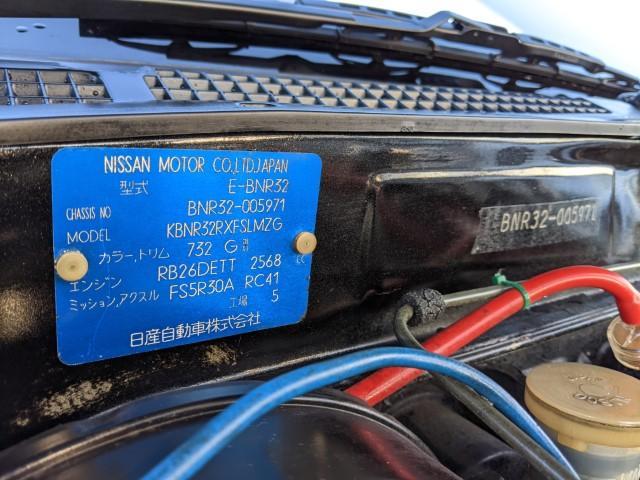 NISSAN MOTOR CO.,LTD.JAPAN
型式 E-BNR32
CHASSIS NO BNR32-005971
MODEL KBNR32RXFSLMZG
カラー,トリム 732 G
エンジン RB26DETT 2568 CC
ミッション,アクスル FS5R30A RC41
工場 5
日産自動車株式会社
BNR32-005971